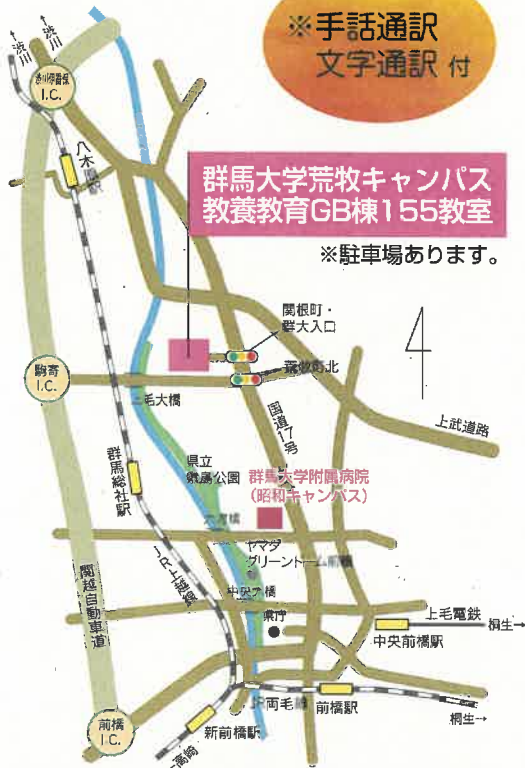 ※手話通訳
文字通訳 付
↑渋川
↑渋川
渋川伊香保
I.C.
八木原駅
群馬大学荒牧キャンパス
教養教育GB棟155教室
※駐車場あります。
関根町・
群大入口
荒牧町北
駒寄
I.C.
上毛大橋
国道17号
上武道路
群馬総社駅
県立
敷島公園
群馬大学附属病院
(昭和キャンパス)
大渡橋
ヤマダ
グリーンドーム前橋
JR上越線
関越自動車道
中央大橋
県庁
上毛電鉄
桐生→
中央前橋駅
JR両毛線
前橋駅
桐生→
新前橋駅
前橋
I.C.
←高崎